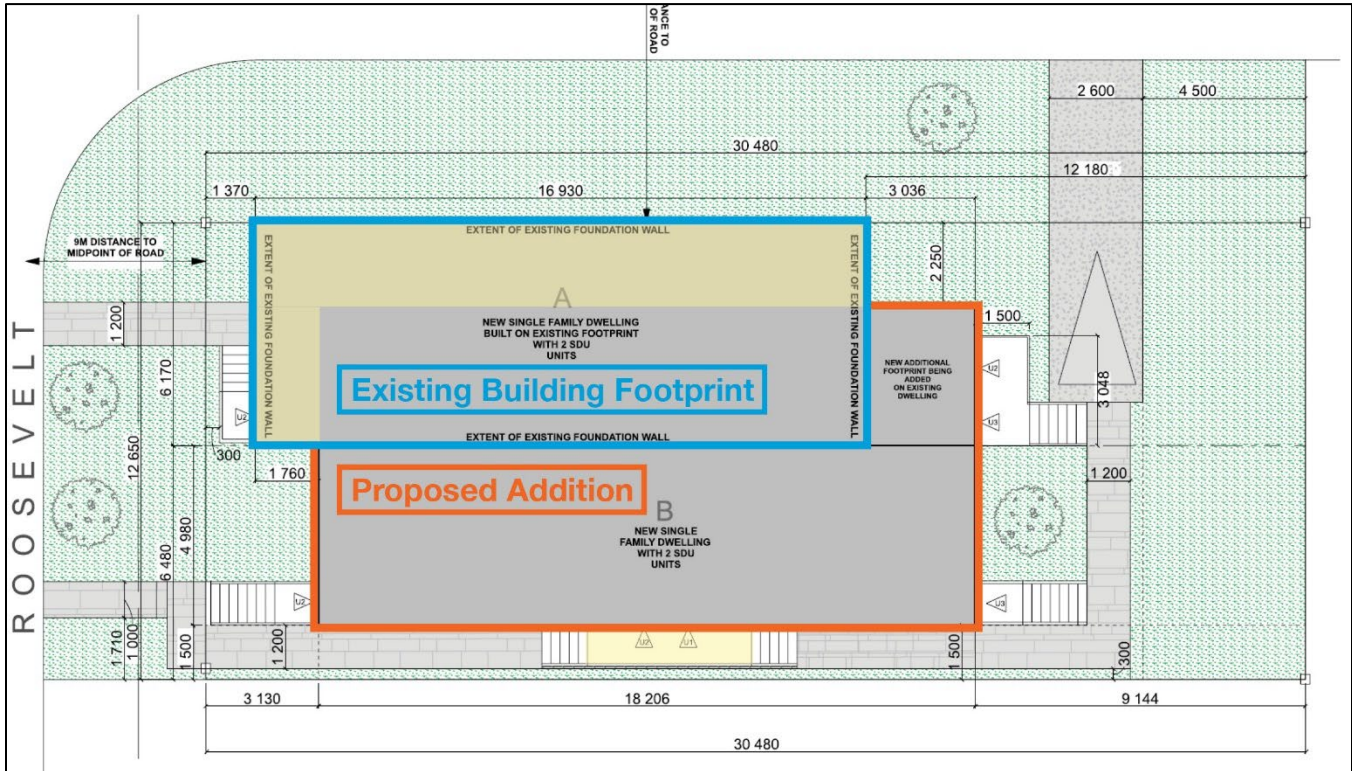 ANCE TO
OF ROAD
2 600
4 500
30 480
12 180
1 370
16 930
3 036
9M DISTANCE TO
MIDPOINT OF ROAD
EXTENT OF EXISTING FOUNDATION WALL
EXTENT OF EXISTING FOUNDATION WALL
EXTENT OF EXISTING FOUNDATION WALL
2 250
A
NEW SINGLE FAMILY DWELLING
BUILT ON EXISTING FOOTPRINT
WITH 2 SDU
UNITS
1 200
1 500
NEW ADDITIONAL
FOOTPRINT BEING
ADDED
ON EXISTING
DWELLING
U2
U3
3 048
Existing Building Footprint
ROOSEVELT
6 170
12 650
U2
EXTENT OF EXISTING FOUNDATION WALL
300
1 760
1 200
Proposed Addition
B
NEW SINGLE
FAMILY DWELLING
WITH 2 SDU
UNITS
4 980
6 480
U2
U3
1 710
1 000
1 500
1 200
U2
U1
1 500
300
3 130
18 206
9 144
30 480